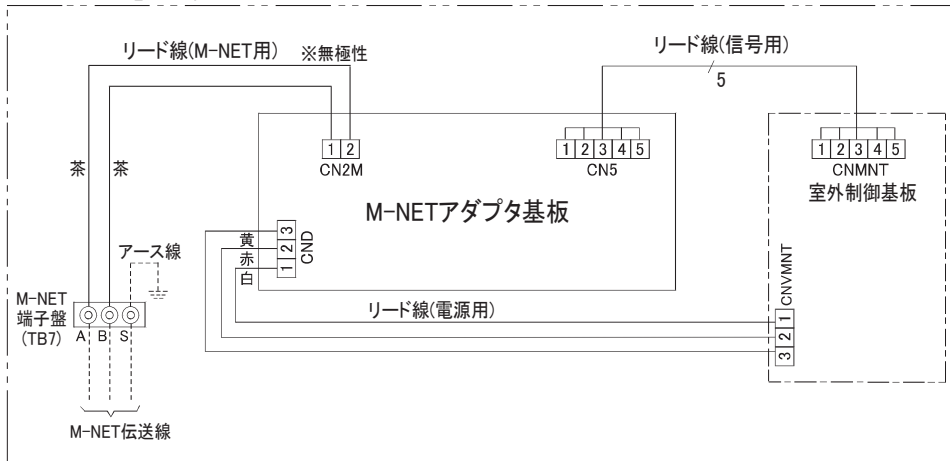 リード線(M-NET用) ※無極性
リード線(信号用)
5
1 2
CN2M
1 2 3 4 5
CN5
1 2 3 4 5
CNMNT
室外制御基板
茶 茶
M-NETアダプタ基板
3
2
1
CND
黄
赤
白
アース線
M-NET
端子盤
(TB7)
A B S
リード線(電源用)
CNVMNT
1
2
3
M-NET伝送線